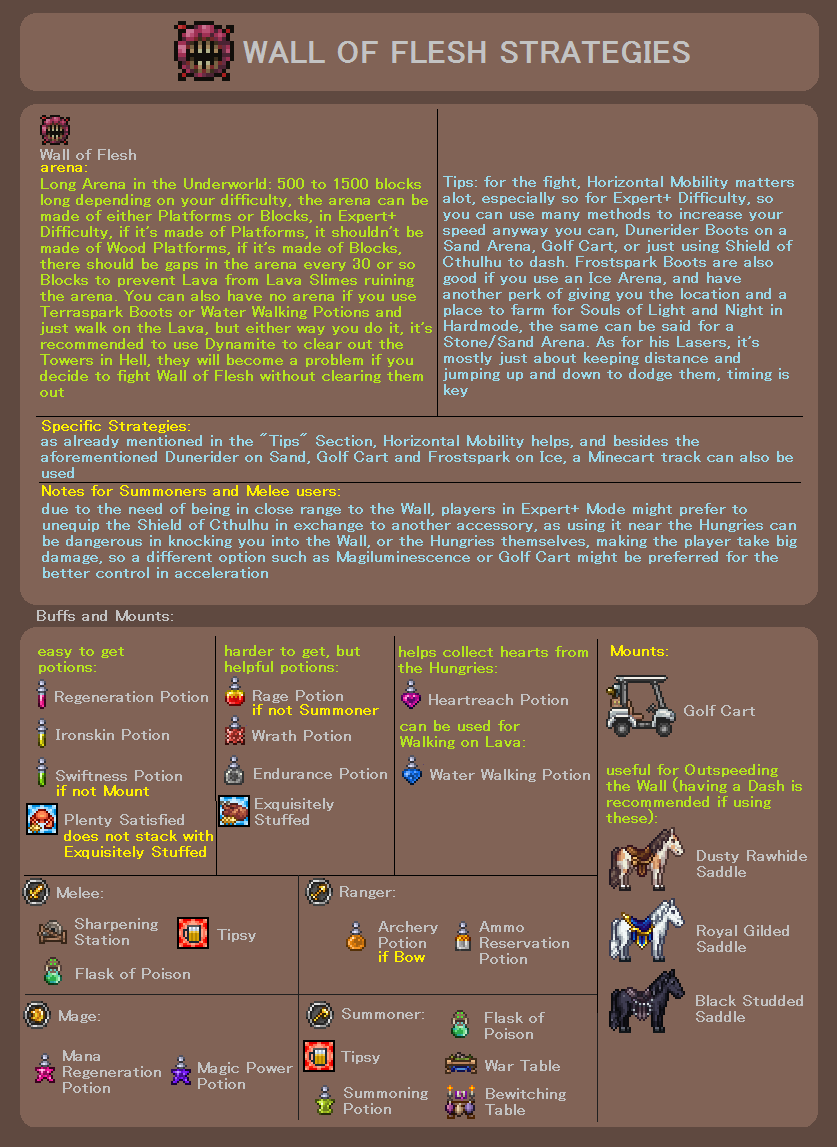 WALL OF FLESH STRATEGIES
Wall of Flesh
arena:
Long Arena in the Underworld: 500 to 1500 blocks
long depending on your difficulty, the arena can be
made of either Platforms or Blocks, in Expert+
Difficulty, if it's made of Platforms, it shouldn't be
made of Wood Platforms, if it's made of Blocks,
there should be gaps in the arena every 30 or so
Blocks to prevent Lava from Lava Slimes ruining
the arena. You can also have no arena if you use
Terraspark Boots or Water Walking Potions and
just walk on the Lava, but either way you do it, it's
recommended to use Dynamite to clear out the
Towers in Hell, they will become a problem if you
decide to fight Wall of Flesh without clearing them
out
Tips: for the fight, Horizontal Mobility matters
alot, especially so for Expert+ Difficulty, so
you can use many methods to increase your
speed anyway you can, Dunerider Boots on a
Sand Arena, Golf Cart, or just using Shield of
Cthulhu to dash. Frostspark Boots are also
good if you use an Ice Arena, and have
another perk of giving you the location and a
place to farm for Souls of Light and Night in
Hardmode, the same can be said for a
Stone/Sand Arena. As for his Lasers, it's
mostly just about keeping distance and
jumping up and down to dodge them, timing is
key
Specific Strategies:
as already mentioned in the "Tips" Section, Horizontal Mobility helps, and besides the
aforementioned Dunerider on Sand, Golf Cart and Frostspark on Ice, a Minecart track can also be
used
Notes for Summoners and Melee users:
due to the need of being in close range to the Wall, players in Expert+ Mode might prefer to
unequip the Shield of Cthulhu in exchange to another accessory, as using it near the Hungries can
be dangerous in knocking you into the Wall, or the Hungries themselves, making the player take big
damage, so a different option such as Magiluminescence or Golf Cart might be preferred for the
better control in acceleration
Buffs and Mounts:
easy to get
potions:
Regeneration Potion
Ironskin Potion
Swiftness Potion
if not Mount
Plenty Satisfied
does not stack with
Exquisitely Stuffed
harder to get, but
helpful potions:
Rage Potion
if not Summoner
Wrath Potion
Endurance Potion
Exquisitely
Stuffed
helps collect hearts from
the Hungries:
Heartreach Potion
can be used for
Walking on Lava:
Water Walking Potion
Mounts:
Golf Cart
useful for Outspeeding
the Wall (having a Dash is
recommended if using
these):
Dusty Rawhide
Saddle
Royal Gilded
Saddle
Black Studded
Saddle
Melee:
Sharpening
Station
Tipsy
Flask of Poison
Ranger:
Archery
Potion
if Bow
Ammo
Reservation
Potion
Mage:
Mana
Regeneration
Potion
Magic Power
Potion
Summoner:
Tipsy
Summoning
Potion
Flask of
Poison
War Table
Bewitching
Table